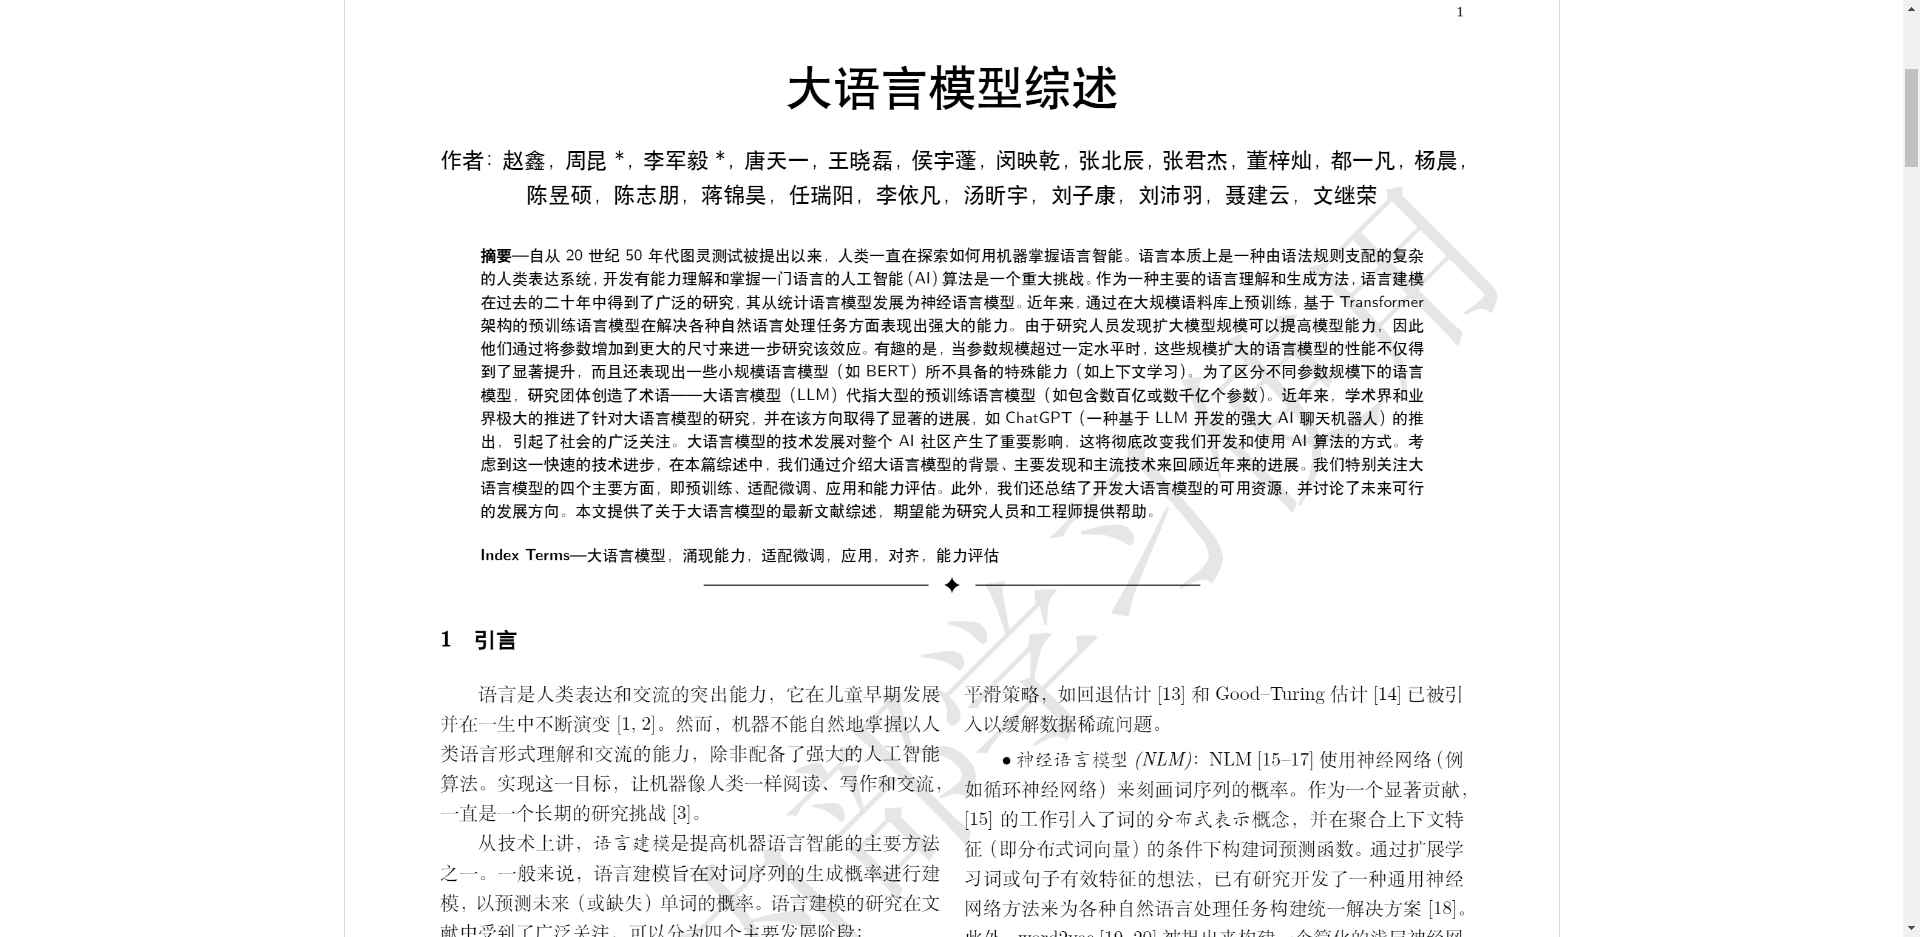 1
大语言模型综述
作者：赵鑫，周昆 *，李军毅 *，唐天一，王晓磊，侯宇蓬，闵映乾，张北辰，张君杰，董梓灿，都一凡，杨晨，
陈昱硕，陈志朋，蒋锦昊，任瑞阳，李依凡，汤昕宇，刘子康，刘沛羽，聂建云，文继荣
摘要—自从 20 世纪 50 年代图灵测试被提出以来，人类一直在探索如何用机器掌握语言智能。语言本质上是一种由语法规则支配的复杂
的人类表达系统，开发有能力理解和掌握一门语言的人工智能（AI）算法是一个重大挑战。作为一种主要的语言理解和生成方法，语言建模
在过去的二十年中得到了广泛的研究，其从统计语言模型发展为神经语言模型。近年来，通过在大规模语料库上预训练，基于 Transformer
架构的预训练语言模型在解决各种自然语言处理任务方面表现出强大的能力。由于研究人员发现扩大模型规模可以提高模型能力，因此
他们通过将参数增加到更大的尺寸来进一步研究该效应。有趣的是，当参数规模超过一定水平时，这些规模扩大的语言模型的性能不仅得
到了显著提升，而且还表现出一些小规模语言模型（如 BERT）所不具备的特殊能力（如上下文学习）。为了区分不同参数规模下的语言
模型，研究团体创造了术语——大语言模型（LLM）代指大型的预训练语言模型（如包含数百亿或数千亿个参数）。近年来，学术界和业
界极大的推进了针对大语言模型的研究，并在该方向取得了显著的进展，如 ChatGPT（一种基于 LLM 开发的强大 AI 聊天机器人）的推
出，引起了社会的广泛关注。大语言模型的技术发展对整个 AI 社区产生了重要影响，这将彻底改变我们开发和使用 AI 算法的方式。考
虑到这一快速的技术进步，在本篇综述中，我们通过介绍大语言模型的背景、主要发现和主流技术来回顾近年来的进展。我们特别关注大
语言模型的四个主要方面，即预训练、适配微调、应用和能力评估。此外，我们还总结了开发大语言模型的可用资源，并讨论了未来可行
的发展方向。本文提供了关于大语言模型的最新文献综述，期望能为研究人员和工程师提供帮助。
Index Terms—大语言模型，涌现能力，适配微调，应用，对齐，能力评估
1 引言
语言是人类表达和交流的突出能力，它在儿童早期发展
并在一生中不断演变 [1, 2]。然而，机器不能自然地掌握以人
类语言形式理解和交流的能力，除非配备了强大的人工智能
算法。实现这一目标，让机器像人类一样阅读、写作和交流，
一直是一个长期的研究挑战 [3]。
从技术上讲，语言建模是提高机器语言智能的主要方法
之一。一般来说，语言建模旨在对词序列的生成概率进行建
模，以预测未来（或缺失）单词的概率。语言建模的研究在文
献中受到了广泛关注，可以分为四个主要发展阶段：
平滑策略，如回退估计 [13] 和 Good–Turing 估计 [14] 已被引
入以缓解数据稀疏问题。
• 神经语言模型 (NLM)：NLM [15–17] 使用神经网络（例
如循环神经网络）来刻画词序列的概率。作为一个显著贡献，
[15] 的工作引入了词的分布式表示概念，并在聚合上下文特
征（即分布式词向量）的条件下构建词预测函数。通过扩展学
习词或句子有效特征的想法，已有研究开发了一种通用神经
网络方法来为各种自然语言处理任务构建统一解决方案 [18]。
此外，word2vec [19, 20] 被提出来构建一个简化的浅层神经网
部学习使用